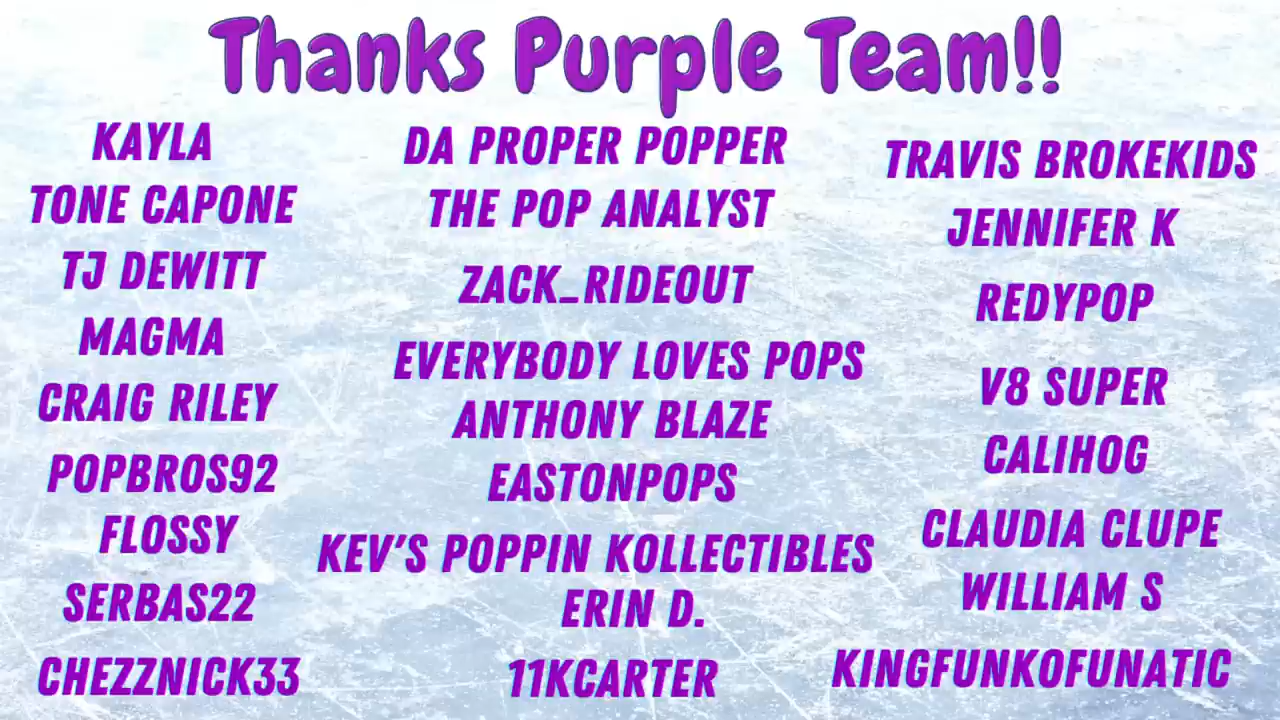 Thanks Purple Team!!
KAYLA
TONE CAPONE
TJ DEWITT
MAGMA
CRAIG RILEY
POPBROS92
FLOSSY
SERBAS22
CHEZZNICK33
DA PROPER POPPER
THE POP ANALYST
ZACK_RIDEOUT
EVERYBODY LOVES POPS
ANTHONY BLAZE
EASTONPOPS
KEV'S POPPIN KOLLECTIBLES
ERIN D.
11KCARTER
TRAVIS BROKEKIDS
JENNIFER K
REDYPOP
V8 SUPER
CALIHOG
CLAUDIA CLUPE
WILLIAM S
KINGFUNKOFUNATIC